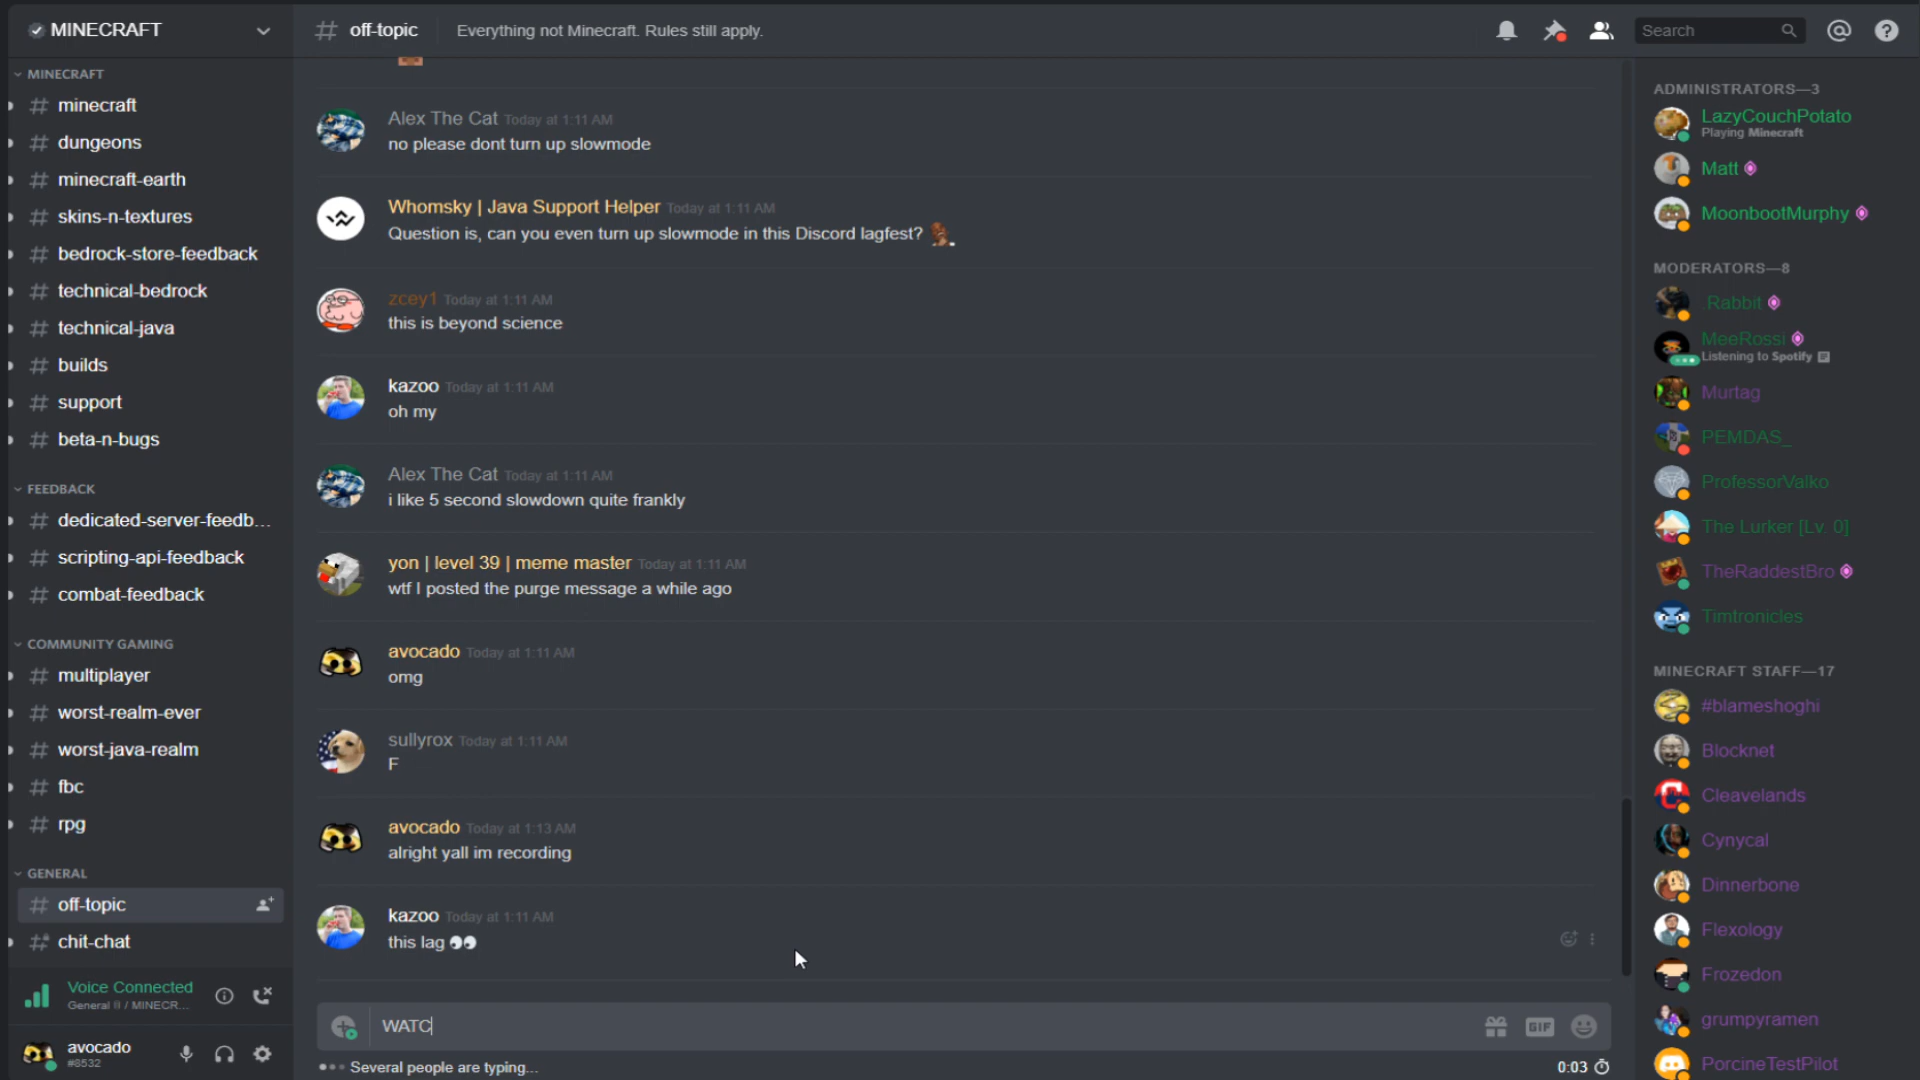 MINECRAFT
# off-topic
Everything not Minecraft. Rules still apply.
Search
MINECRAFT
# minecraft
# dungeons
# minecraft-earth
# skins-n-textures
# bedrock-store-feedback
# technical-bedrock
# technical-java
# builds
# support
# beta-n-bugs
FEEDBACK
# dedicated-server-feedb...
# scripting-api-feedback
# combat-feedback
COMMUNITY GAMING
# multiplayer
# worst-realm-ever
# worst-java-realm
# fbc
# rpg
GENERAL
# off-topic
# chit-chat
Voice Connected
General / MINECR...
avocado
#8532
Alex The Cat Today at 1:11 AM
no please dont turn up slowmode
Whomsky | Java Support Helper Today at 1:11 AM
Question is, can you even turn up slowmode in this Discord lagfest?
zcey1 Today at 1:11 AM
this is beyond science
kazoo Today at 1:11 AM
oh my
Alex The Cat Today at 1:11 AM
i like 5 second slowdown quite frankly
yon | level 39 | meme master Today at 1:11 AM
wtf I posted the purge message a while ago
avocado Today at 1:11 AM
omg
sullyrox Today at 1:11 AM
F
avocado Today at 1:13 AM
alright yall im recording
kazoo Today at 1:11 AM
this lag 👀
WATC
GIF
Several people are typing...
0:03
ADMINISTRATORS—3
LazyCouchPotato
Playing Minecraft
Matt
MoonbootMurphy
MODERATORS—8
.Rabbit
MeeRossi
Listening to Spotify
Murtag
PEMDAS_
ProfessorValko
The Lurker [Lv. 0]
TheRaddestBro
Timtronicles
MINECRAFT STAFF—17
#blameshoghi
Blocknet
Cleavelands
Cynycal
Dinnerbone
Flexology
Frozedon
grumpyramen
PorcineTestPilot